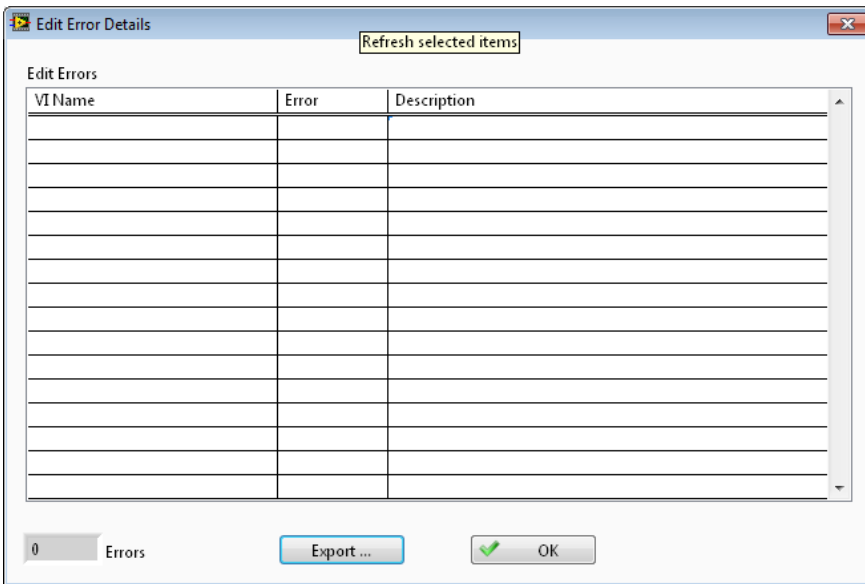 Edit Error Details
Refresh selected items
Edit Errors
VI Name Error Description
0 Errors Export ... OK